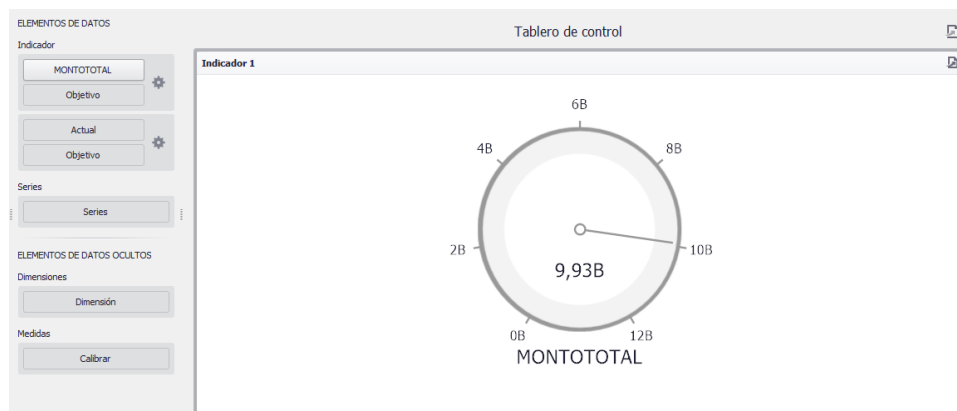 ELEMENTOS DE DATOS
Indicador
MONTOTOTAL
Objetivo
Actual
Objetivo
Series
Series
ELEMENTOS DE DATOS OCULTOS
Dimensiones
Dimensión
Medidas
Calibrar
Tablero de control
Indicador 1
6B
4B
8B
2B
10B
9,93B
0B
12B
MONTOTOTAL